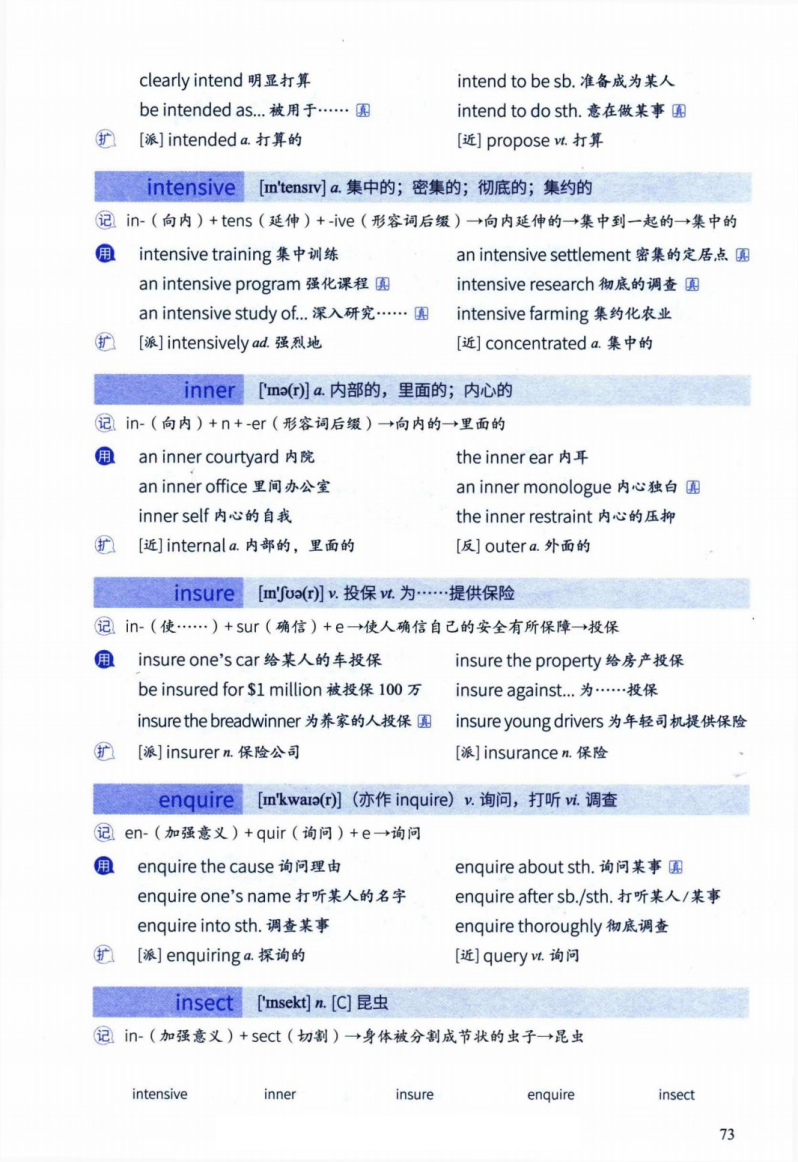 clearly intend 明显打算 intend to be sb. 准备成为某人
be intended as... 被用于…… 真 intend to do sth. 意在做某事 真
扩 [派] intended a. 打算的 [近] propose vt. 打算
intensive [ɪn'tensɪv] a. 集中的；密集的；彻底的；集约的
记 in-（向内）+ tens（延伸）+ -ive（形容词后缀）→向内延伸的→集中到一起的→集中的
用 intensive training 集中训练 an intensive settlement 密集的定居点 真
an intensive program 强化课程 真 intensive research 彻底的调查 真
an intensive study of... 深入研究…… 真 intensive farming 集约化农业
扩 [派] intensively ad. 强烈地 [近] concentrated a. 集中的
inner ['ɪnə(r)] a. 内部的，里面的；内心的
记 in-（向内）+ n + -er（形容词后缀）→向内的→里面的
用 an inner courtyard 内院 the inner ear 内耳
an inner office 里间办公室 an inner monologue 内心独白 真
inner self 内心的自我 the inner restraint 内心的压抑
扩 [近] internal a. 内部的，里面的 [反] outer a. 外面的
insure [ɪn'ʃʊə(r)] v. 投保 vt. 为……提供保险
记 in-（使……）+ sur（确信）+ e→使人确信自己的安全有所保障→投保
用 insure one's car 给某人的车投保 insure the property 给房产投保
be insured for $1 million 被投保 100 万 insure against... 为……投保
insure the breadwinner 为养家的人投保 真 insure young drivers 为年轻司机提供保险
扩 [派] insurer n. 保险公司 [派] insurance n. 保险
enquire [ɪn'kwaɪə(r)]（亦作 inquire）v. 询问，打听 vi. 调查
记 en-（加强意义）+ quir（询问）+ e→询问
用 enquire the cause 询问理由 enquire about sth. 询问某事 真
enquire one's name 打听某人的名字 enquire after sb./sth. 打听某人/某事
enquire into sth. 调查某事 enquire thoroughly 彻底调查
扩 [派] enquiring a. 探询的 [近] query vt. 询问
insect ['ɪnsekt] n. [C] 昆虫
记 in-（加强意义）+ sect（切割）→身体被分割成节状的虫子→昆虫
intensive inner insure enquire insect
73